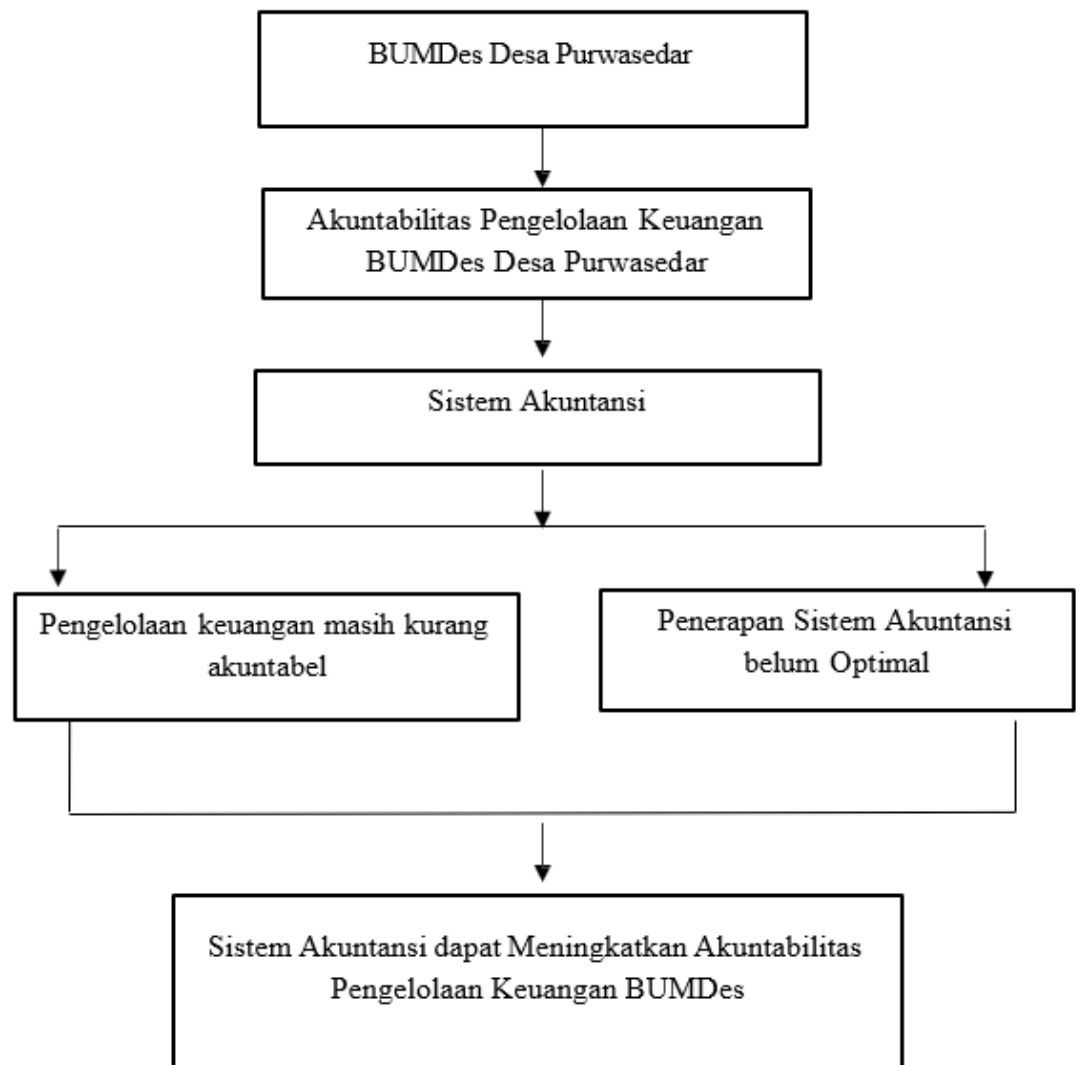 BUMDes Desa Purwasedar
Akuntabilitas Pengelolaan Keuangan
BUMDes Desa Purwasedar
Sistem Akuntansi
Pengelolaan keuangan masih kurang
akuntabel
Penerapan Sistem Akuntansi
belum Optimal
Sistem Akuntansi dapat Meningkatkan Akuntabilitas
Pengelolaan Keuangan BUMDes